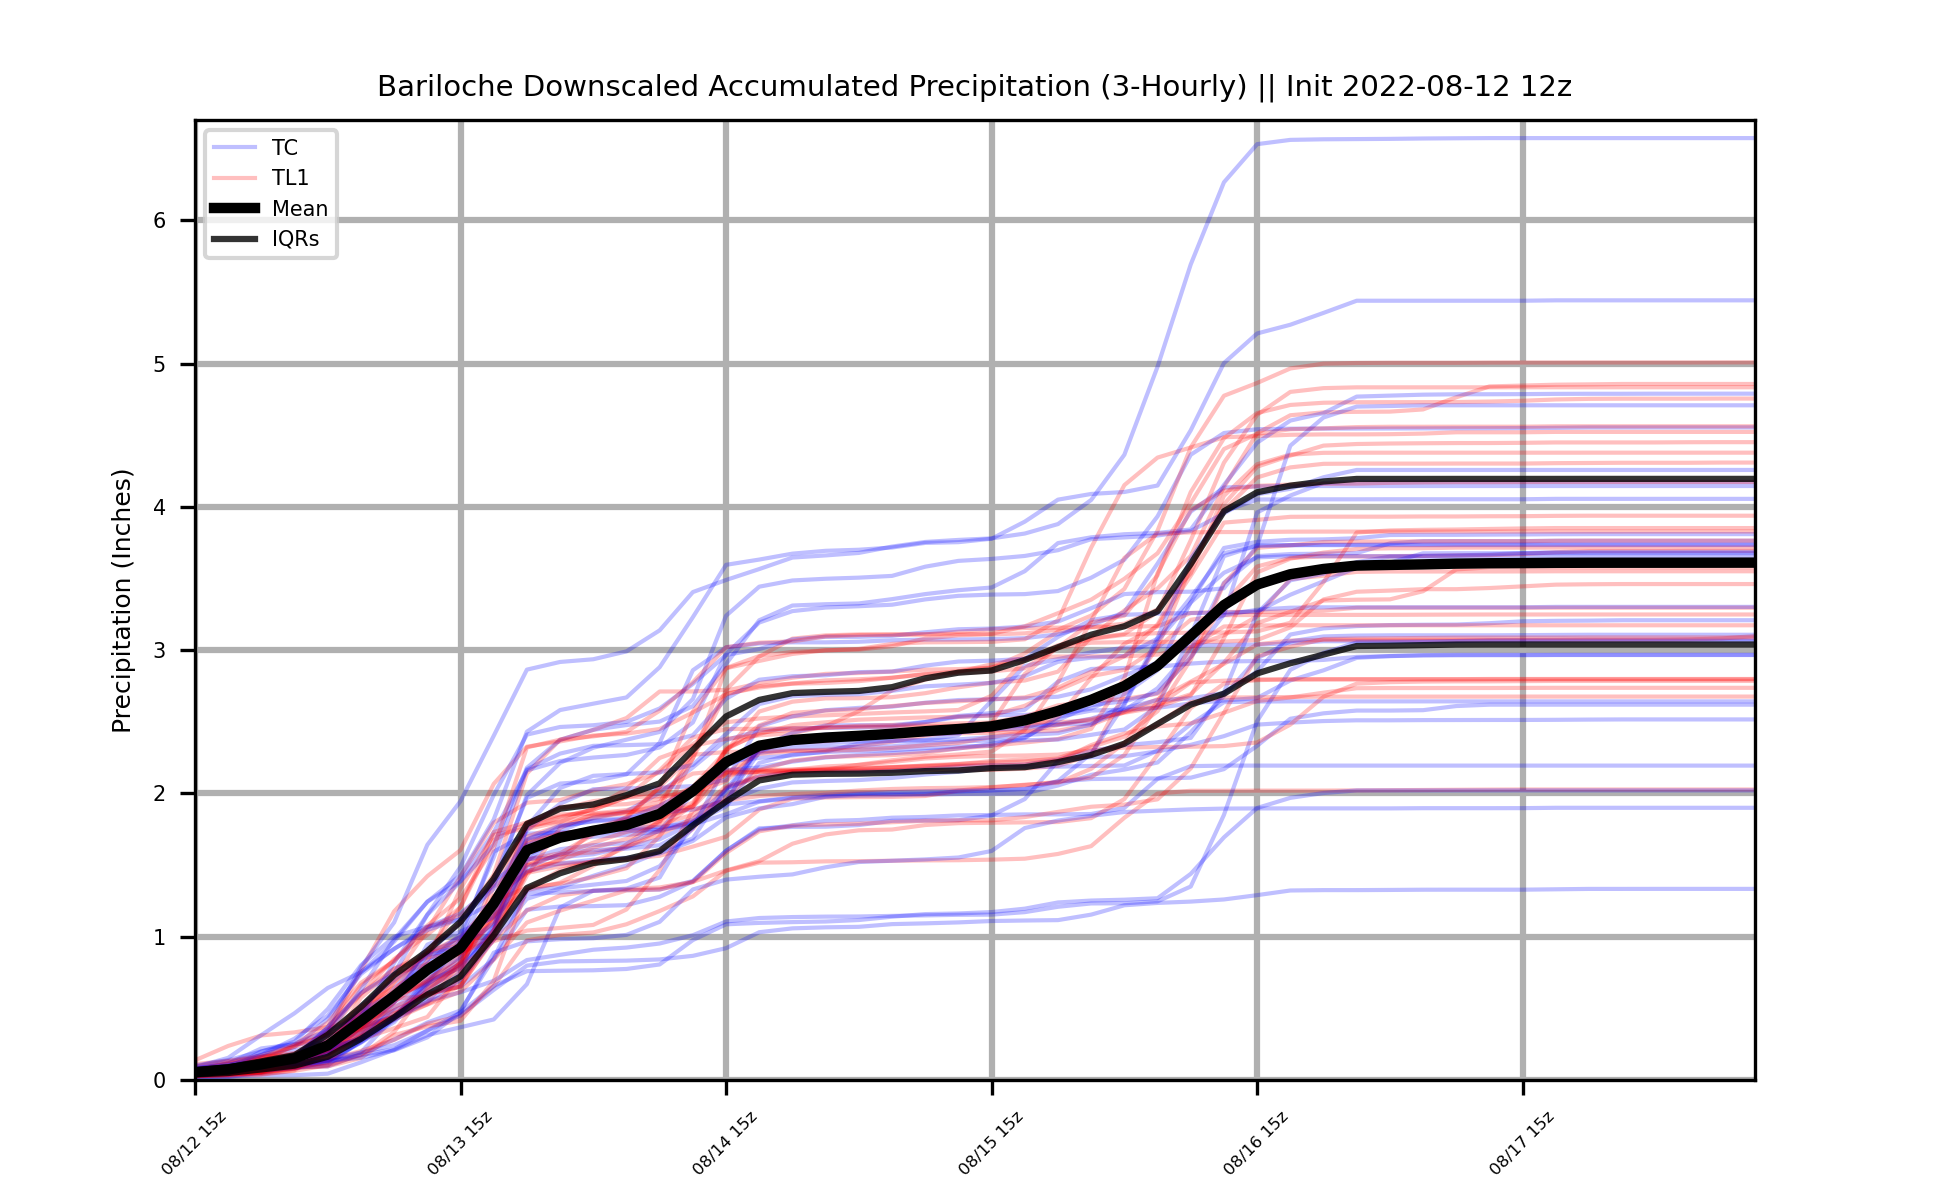 Bariloche Downscaled Accumulated Precipitation (3-Hourly) || Init 2022-08-12 12z
TC
TL1
Mean
IQRs
Precipitation (Inches)
6
5
4
3
2
1
0
08/12 15z
08/13 15z
08/14 15z
08/15 15z
08/16 15z
08/17 15z